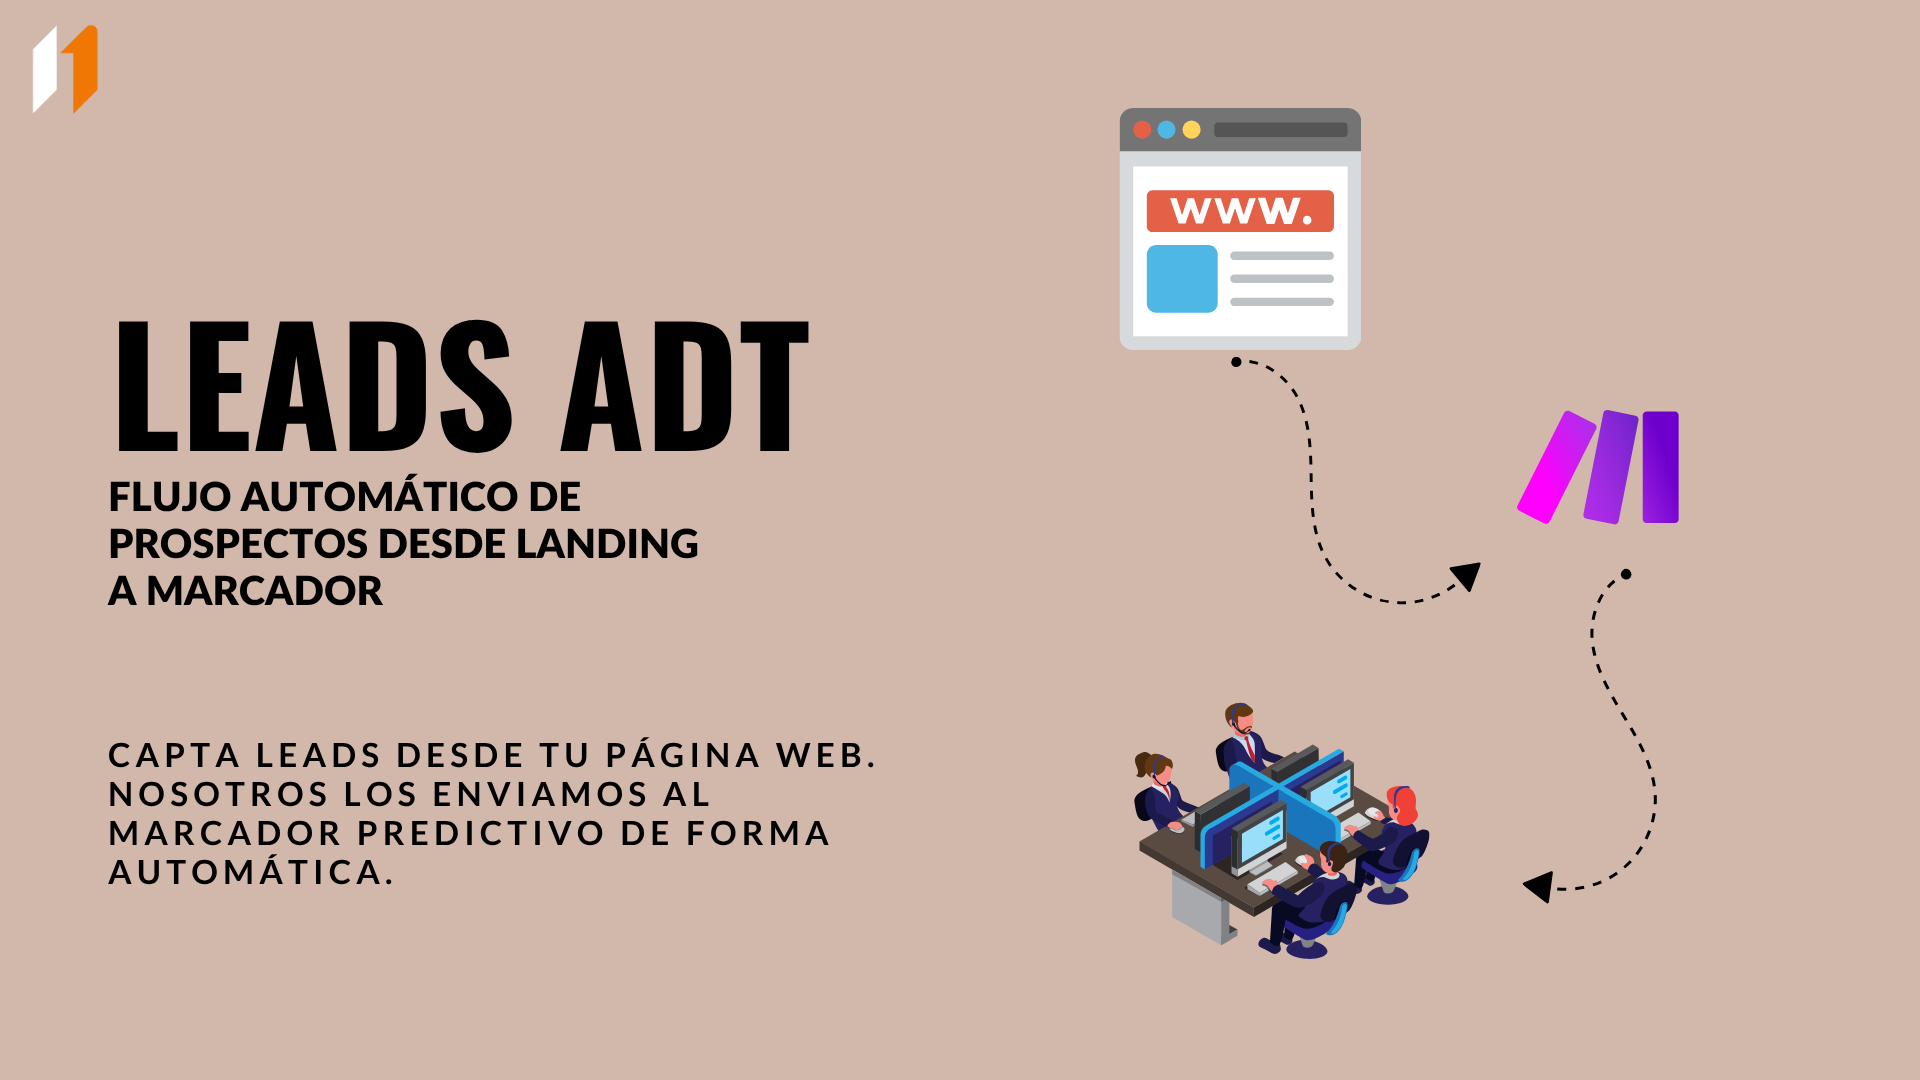 LEADS ADT
FLUJO AUTOMÁTICO DE
PROSPECTOS DESDE LANDING
A MARCADOR
CAPTA LEADS DESDE TU PÁGINA WEB.
NOSOTROS LOS ENVIAMOS AL
MARCADOR PREDICTIVO DE FORMA
AUTOMÁTICA.
www.